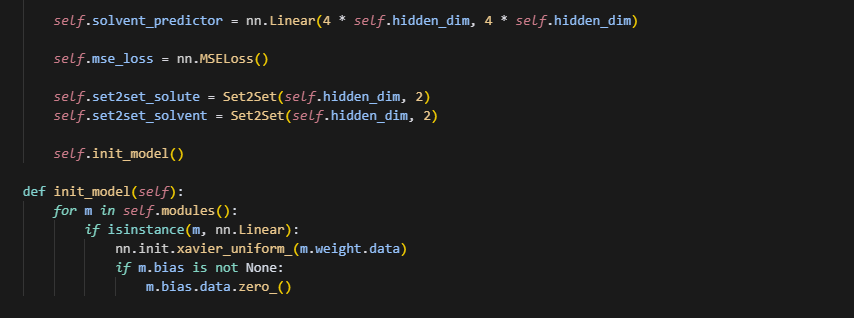 self.solvent_predictor = nn.Linear(4 * self.hidden_dim, 4 * self.hidden_dim)
self.mse_loss = nn.MSELoss()
self.set2set_solute = Set2Set(self.hidden_dim, 2)
self.set2set_solvent = Set2Set(self.hidden_dim, 2)
self.init_model()
def init_model(self):
for m in self.modules():
if isinstance(m, nn.Linear):
nn.init.xavier_uniform_(m.weight.data)
if m.bias is not None:
m.bias.data.zero_()